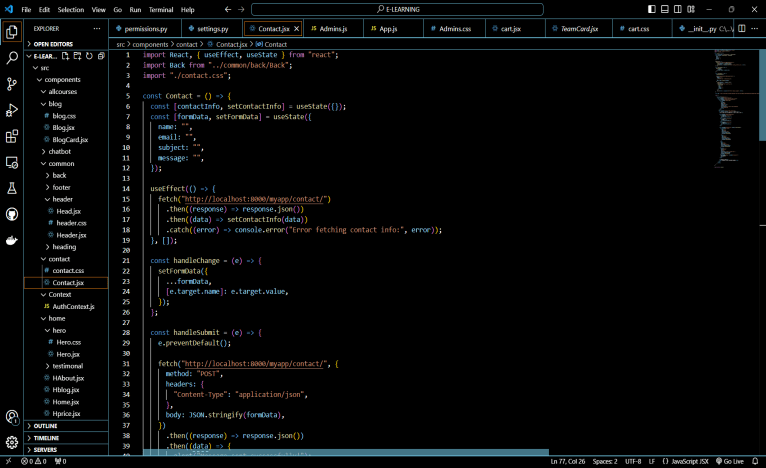 File Edit Selection View Go Run Terminal Help
E-LEARNING
EXPLORER
permissions.py settings.py Contact.jsx Admins.js App.js Admins.css cart.jsx TeamCard.jsx cart.css __init__.py
OPEN EDITORS
E-LEAR...
src
components
allcourses
blog
blog.css
Blog.jsx
BlogCard.jsx
chatbot
common
back
footer
header
Head.jsx
header.css
Header.jsx
heading
contact
contact.css
Contact.jsx
Context
AuthContext.js
home
hero
Hero.css
Hero.jsx
testimonal
HAbout.jsx
Hblog.jsx
Home.jsx
Hprice.jsx
OUTLINE
TIMELINE
SERVERS
src > components > contact > Contact.jsx > Contact
1 import React, { useEffect, useState } from "react";
2 import Back from "../common/back/Back";
3 import "./contact.css";
4
5 const Contact = () => {
6 const [contactInfo, setContactInfo] = useState({});
7 const [formData, setFormData] = useState({
8 name: "",
9 email: "",
10 subject: "",
11 message: "",
12 });
13
14 useEffect(() => {
15 fetch("http://localhost:8000/myapp/contact/")
16 .then((response) => response.json())
17 .then((data) => setContactInfo(data))
18 .catch((error) => console.error("Error fetching contact info:", error));
19 }, []);
20
21 const handleChange = (e) => {
22 setFormData({
23 ...formData,
24 [e.target.name]: e.target.value,
25 });
26 };
27
28 const handleSubmit = (e) => {
29 e.preventDefault();
30
31 fetch("http://localhost:8000/myapp/contact/", {
32 method: "POST",
33 headers: {
34 "Content-Type": "application/json",
35 },
36 body: JSON.stringify(formData),
37 })
38 .then((response) => response.json())
39 .then((data) => {
0 0 0 Ln 77, Col 26 Spaces: 2 UTF-8 LF {} JavaScript JSX Go Live